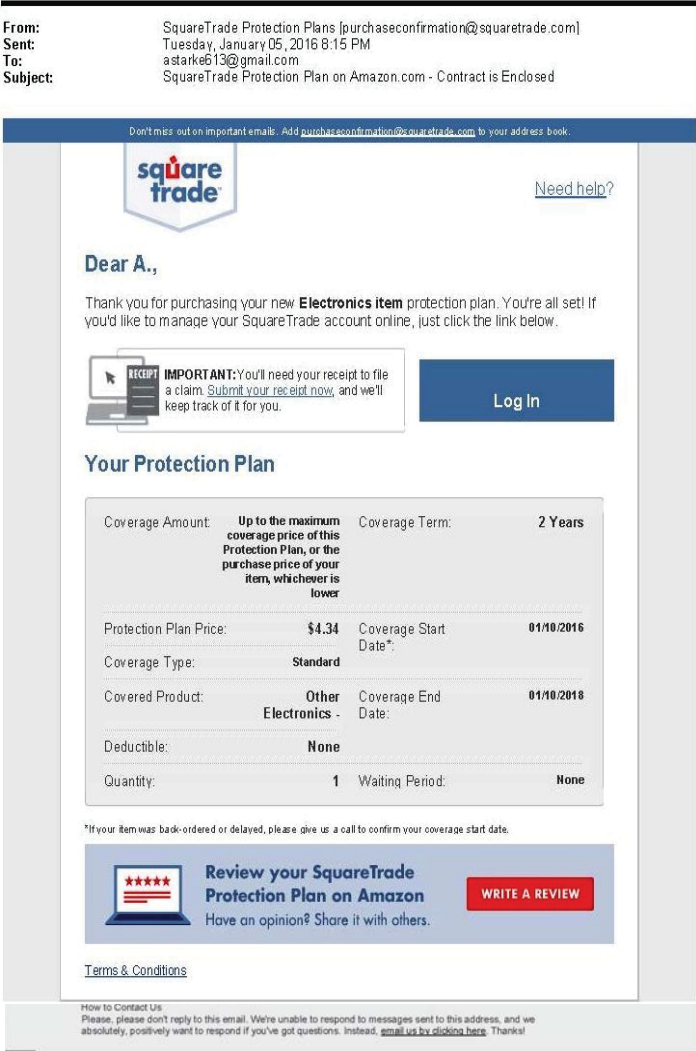 From: SquareTrade Protection Plans [purchaseconfirmation@squaretrade.com]
Sent: Tuesday, January 05, 2016 8:15 PM
To: astarke613@gmail.com
Subject: SquareTrade Protection Plan on Amazon.com - Contract is Enclosed
Don't miss out on important emails. Add purchaseconfirmation@squaretrade.com to your address book.
square
trade
Need help?
Dear A.,
Thank you for purchasing your new Electronics item protection plan. You're all set! If
you'd like to manage your SquareTrade account online, just click the link below.
RECEIPT
IMPORTANT: You'll need your receipt to file
a claim. Submit your receipt now, and we'll
keep track of it for you.
Log In
Your Protection Plan
Coverage Amount: Up to the maximum
coverage price of this
Protection Plan, or the
purchase price of your
item, whichever is
lower
Coverage Term: 2 Years
Protection Plan Price: $4.34
Coverage Start
Date*: 01/10/2016
Coverage Type: Standard
Covered Product: Other
Electronics -
Coverage End
Date: 01/10/2018
Deductible: None
Quantity: 1
Waiting Period: None
*If your item was back-ordered or delayed, please give us a call to confirm your coverage start date.
Review your SquareTrade
Protection Plan on Amazon
Have an opinion? Share it with others.
WRITE A REVIEW
Terms & Conditions
How to Contact Us
Please, please don't reply to this email. We're unable to respond to messages sent to this address, and we
absolutely, positively want to respond if you've got questions. Instead, email us by clicking here. Thanks!